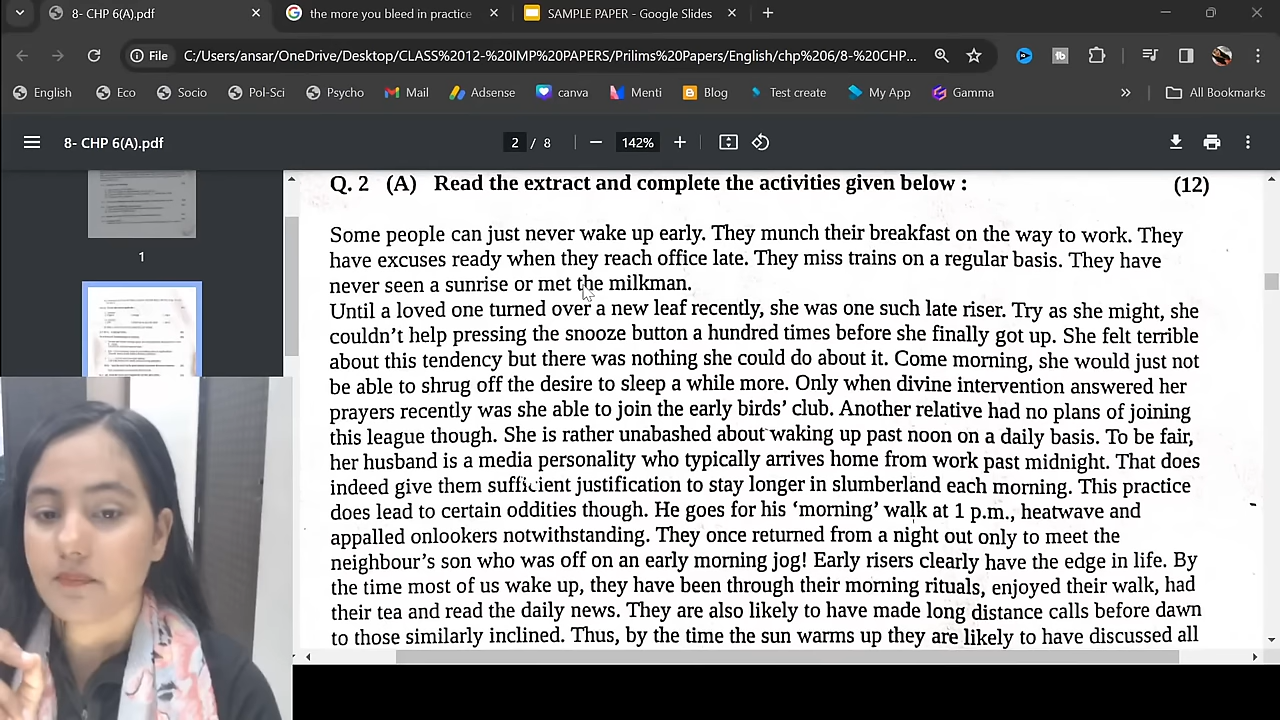 8- CHP 6(A).pdf
the more you bleed in practice
SAMPLE PAPER - Google Slides
File C:/Users/ansar/OneDrive/Desktop/CLASS%2012-%20IMP%20PAPERS/Prilims%20Papers/English/chp%206/8-%20CHP...
English Eco Socio Pol-Sci Psycho Mail Adsense canva Menti Blog Test create My App Gamma » All Bookmarks
8- CHP 6(A).pdf 2 / 8 142%
1
Q. 2 (A) Read the extract and complete the activities given below : (12)
Some people can just never wake up early. They munch their breakfast on the way to work. They
have excuses ready when they reach office late. They miss trains on a regular basis. They have
never seen a sunrise or met the milkman.
Until a loved one turned over a new leaf recently, she was one such late riser. Try as she might, she
couldn't help pressing the snooze button a hundred times before she finally got up. She felt terrible
about this tendency but there was nothing she could do about it. Come morning, she would just not
be able to shrug off the desire to sleep a while more. Only when divine intervention answered her
prayers recently was she able to join the early birds' club. Another relative had no plans of joining
this league though. She is rather unabashed about waking up past noon on a daily basis. To be fair,
her husband is a media personality who typically arrives home from work past midnight. That does
indeed give them sufficient justification to stay longer in slumberland each morning. This practice
does lead to certain oddities though. He goes for his 'morning' walk at 1 p.m., heatwave and
appalled onlookers notwithstanding. They once returned from a night out only to meet the
neighbour's son who was off on an early morning jog! Early risers clearly have the edge in life. By
the time most of us wake up, they have been through their morning rituals, enjoyed their walk, had
their tea and read the daily news. They are also likely to have made long distance calls before dawn
to those similarly inclined. Thus, by the time the sun warms up they are likely to have discussed all